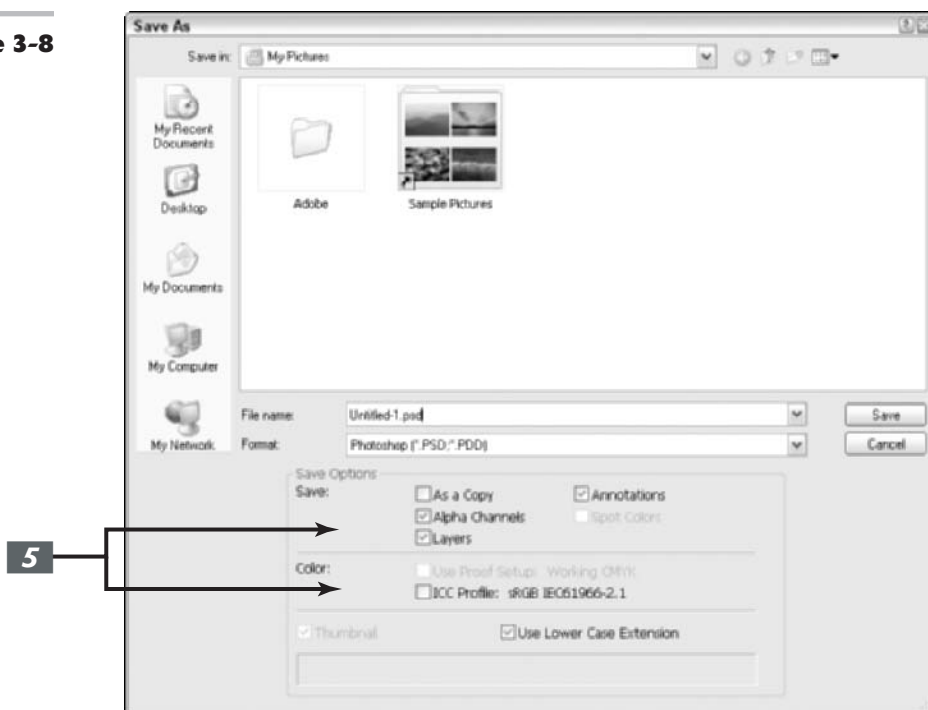 e 3-8
Save As
Save in: My Pictures
My Recent
Documents
Desktop
My Documents
My Computer
My Network
Adobe
Sample Pictures
File name: Untitled-1.psd Save
Format: Photoshop (*.PSD;*.PDD) Cancel
Save Options
Save: As a Copy Annotations
Alpha Channels Spot Colors
Layers
5
Color: Use Proof Setup: Working CMYK
ICC Profile: sRGB IEC61966-2.1
Thumbnail Use Lower Case Extension